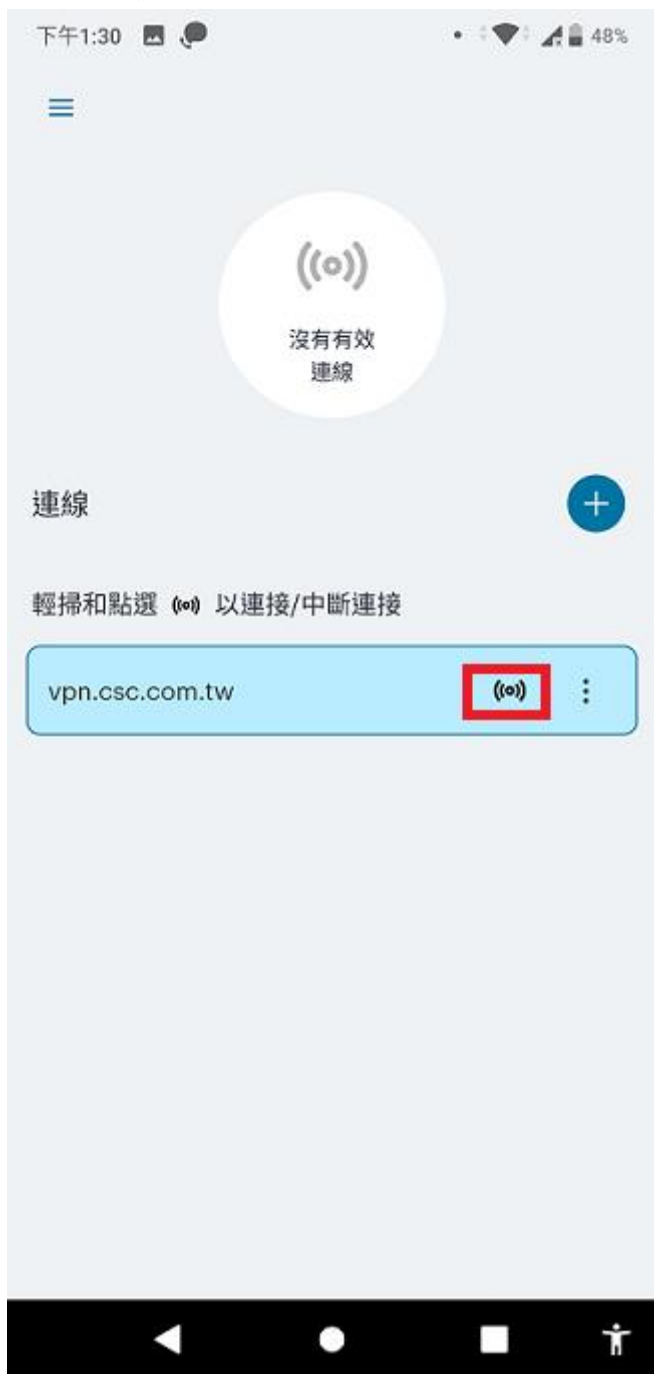 下午1:30
48%
沒有有效
連線
連線
輕掃和點選 以連接/中斷連接
vpn.csc.com.tw